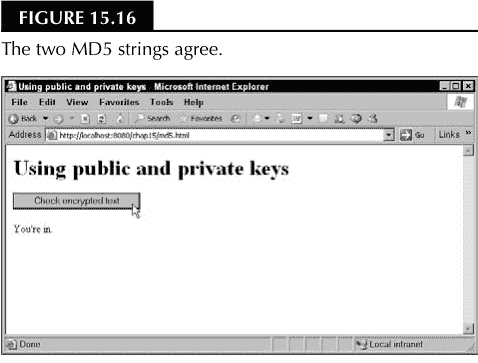 FIGURE 15.16
The two MD5 strings agree.
Using public and private keys - Microsoft Internet Explorer
File Edit View Favorites Tools Help
Back Search Favorites
Address http://localhost:8080/chap15/md5.html Go Links »
Using public and private keys
Check encrypted text
You're in.
Done Local intranet